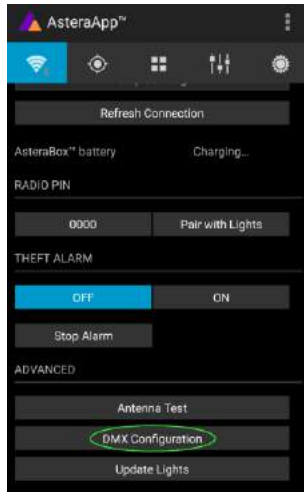 AsteraApp™
Refresh Connection
AsteraBox™ battery Charging...
RADIO PIN
0000 Pair with Lights
THEFT ALARM
OFF ON
Stop Alarm
ADVANCED
Antenna Test
DMX Configuration
Update Lights